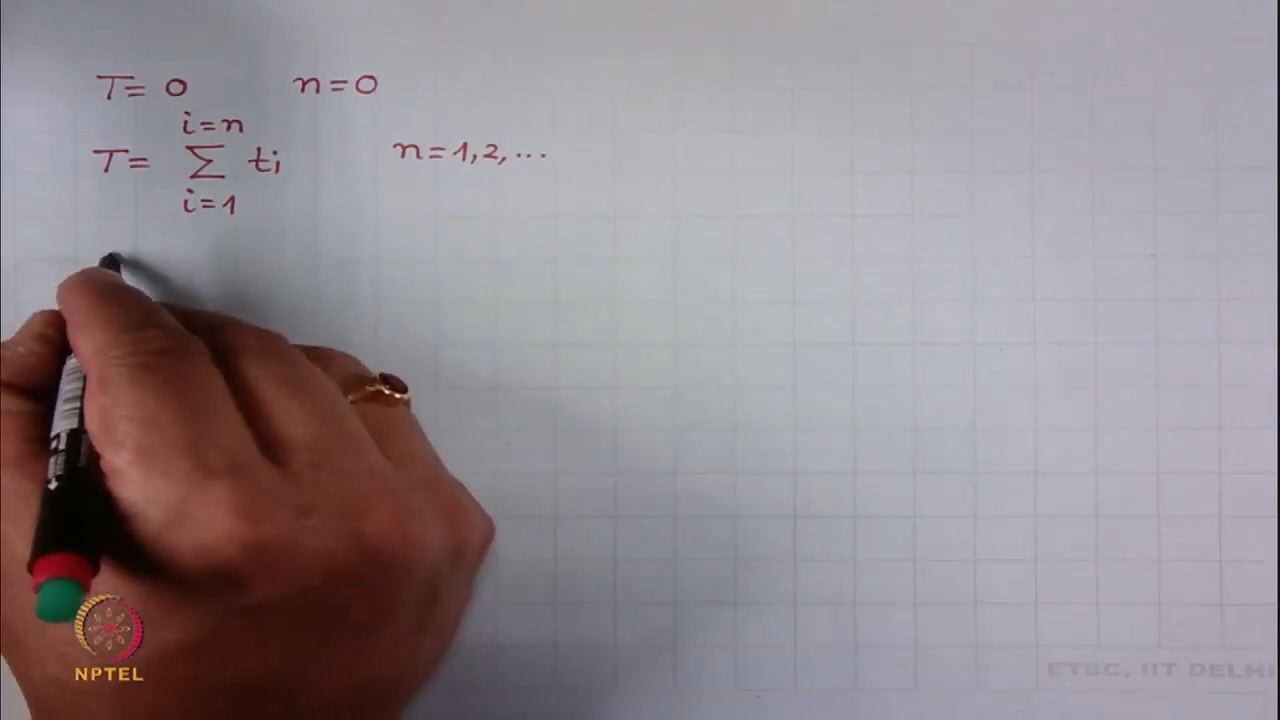 T= 0 n=0
i=n
T= Σ ti n=1,2,...
i=1
NPTEL
ETSC, IIT DELHI